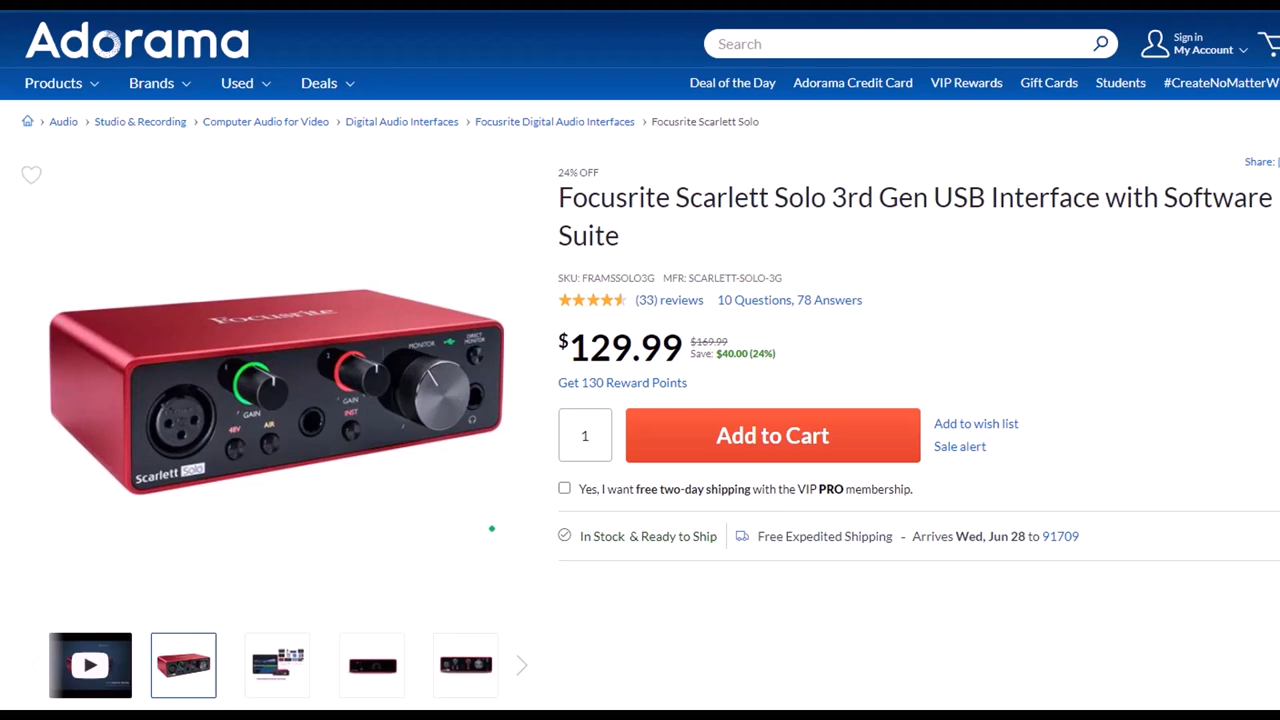 Adorama
Search
Sign in
My Account
Products
Brands
Used
Deals
Deal of the Day
Adorama Credit Card
VIP Rewards
Gift Cards
Students
#CreateNoMatterW
Audio › Studio & Recording › Computer Audio for Video › Digital Audio Interfaces › Focusrite Digital Audio Interfaces › Focusrite Scarlett Solo
Share:
24% OFF
Focusrite Scarlett Solo 3rd Gen USB Interface with Software
Suite
SKU: FRAMSSOLO3G MFR: SCARLETT-SOLO-3G
(33) reviews 10 Questions, 78 Answers
$129.99 $169.99
Save: $40.00 (24%)
Get 130 Reward Points
1
Add to Cart
Add to wish list
Sale alert
Yes, I want free two-day shipping with the VIP PRO membership.
In Stock & Ready to Ship
Free Expedited Shipping - Arrives Wed, Jun 28 to 91709
Focusrite
1
GAIN
48V
AIR
2
GAIN
INST
MONITOR
DIRECT
MONITOR
Scarlett Solo